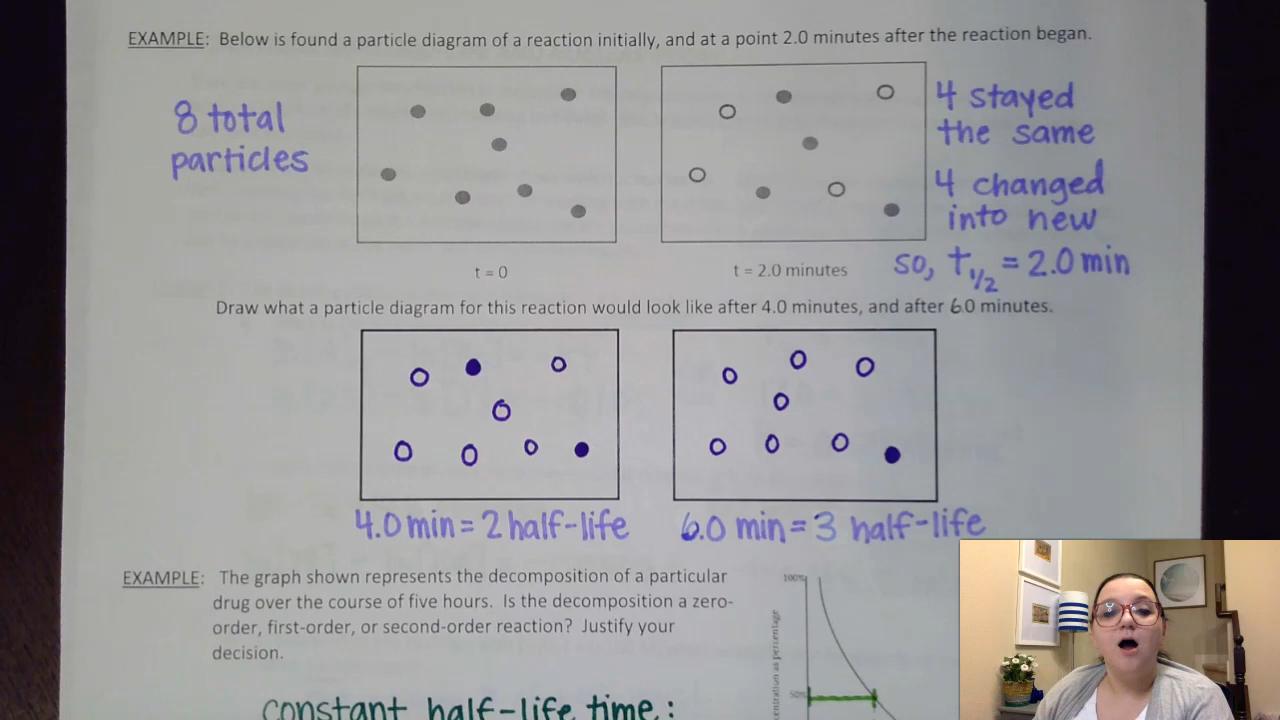 EXAMPLE: Below is found a particle diagram of a reaction initially, and at a point 2.0 minutes after the reaction began.
8 total
particles
4 stayed
the same
4 changed
into new
so, t1/2 = 2.0 min
t = 0
t = 2.0 minutes
Draw what a particle diagram for this reaction would look like after 4.0 minutes, and after 6.0 minutes.
4.0 min = 2 half-life
6.0 min = 3 half-life
EXAMPLE: The graph shown represents the decomposition of a particular
drug over the course of five hours. Is the decomposition a zero-
order, first-order, or second-order reaction? Justify your
decision.
100%
as percentage
50%
constant half-life time: